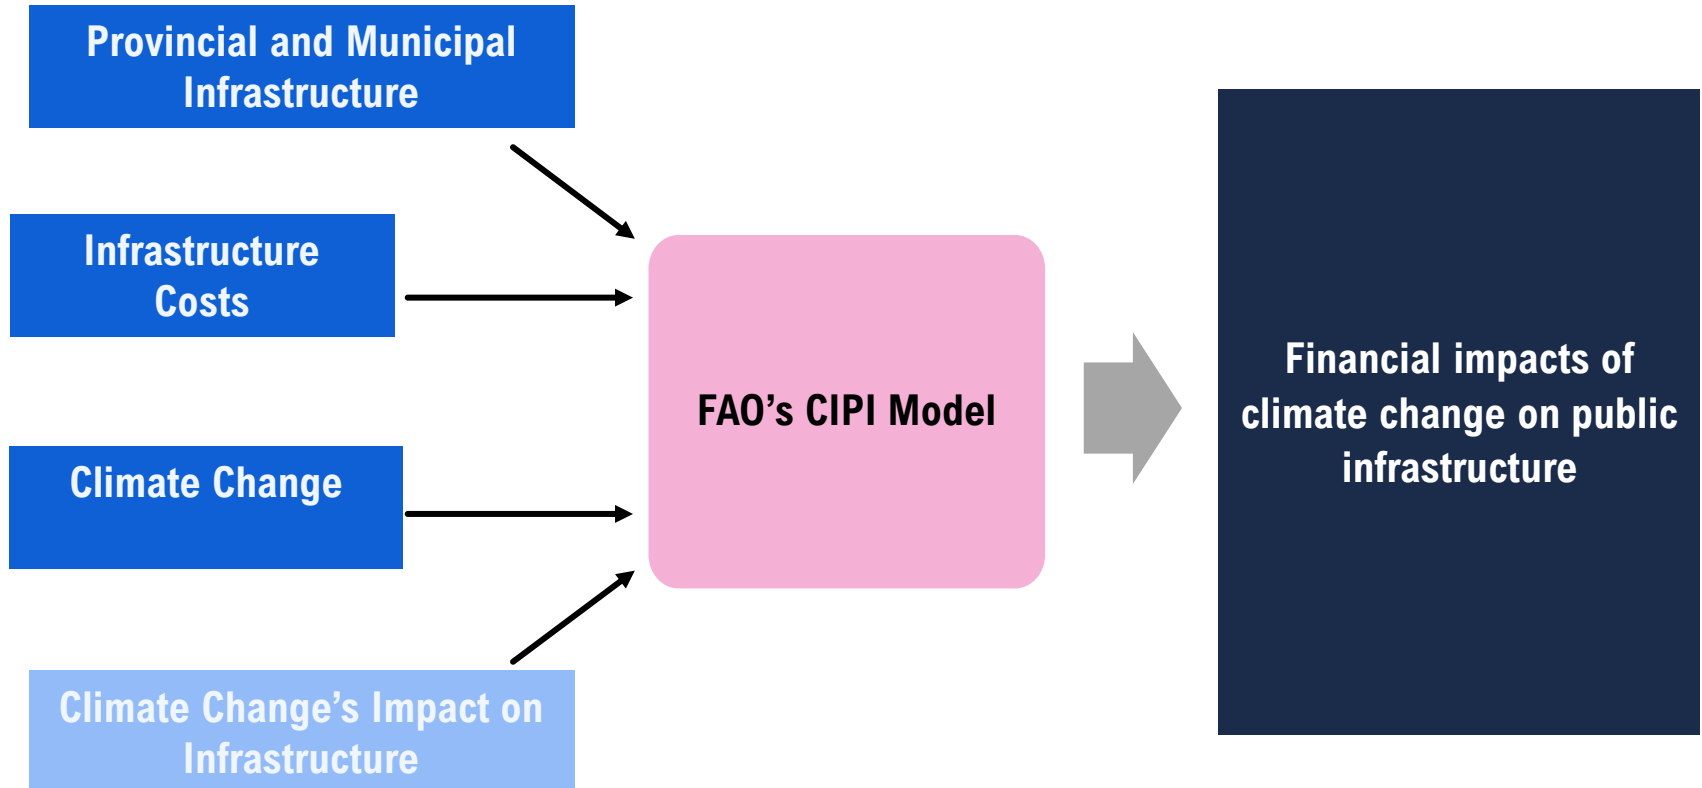 Provincial and Municipal
Infrastructure
Infrastructure
Costs
Climate Change
Climate Change’s Impact on
Infrastructure
FAO’s CIPI Model
Financial impacts of
climate change on public
infrastructure